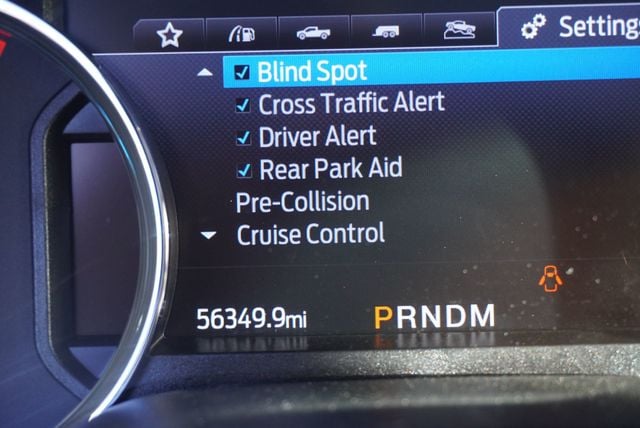 Settings
Blind Spot
Cross Traffic Alert
Driver Alert
Rear Park Aid
Pre-Collision
Cruise Control
56349.9mi PRNDM